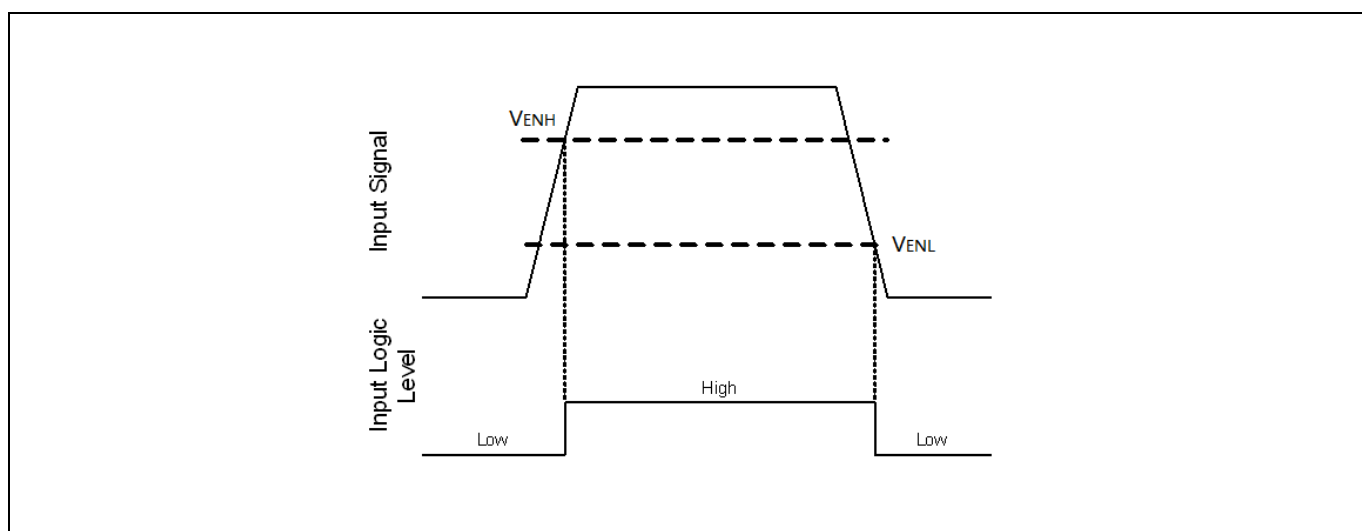 VENH
Input Signal
VENL
Input Logic
Level
High
Low
Low